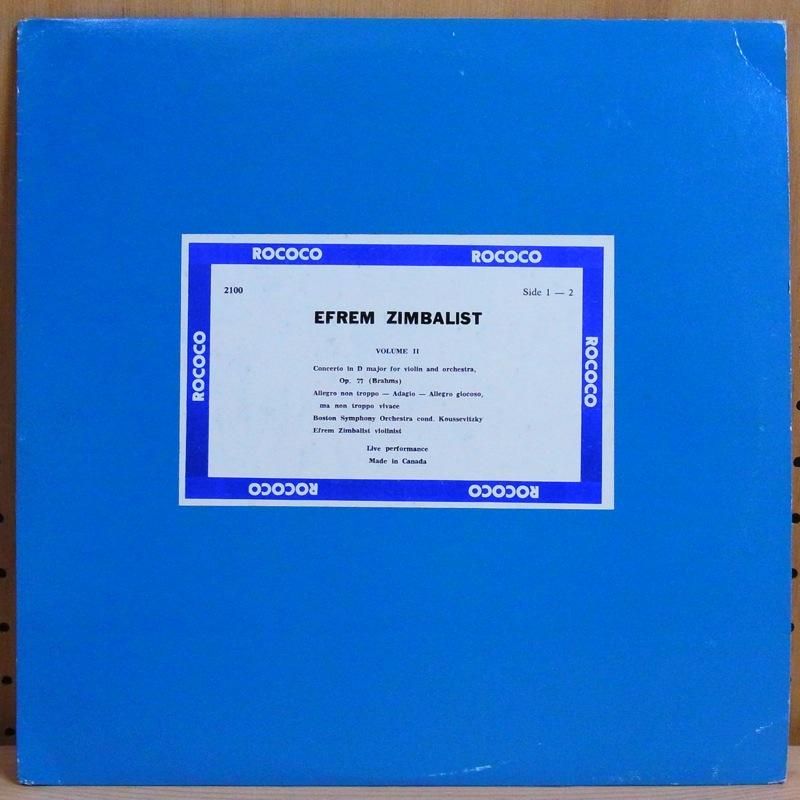 ROCOCO ROCOCO
2100 Side 1 — 2
EFREM ZIMBALIST
VOLUME II
Concerto in D major for violin and orchestra,
Op. 77 (Brahms)
Allegro non troppo — Adagio — Allegro giocoso,
ma non troppo vivace
Boston Symphony Orchestra cond. Koussevitzky
Efrem Zimbalist violinist
Live performance
Made in Canada
ROCOCO
ROCOCO
ROCOCO ROCOCO